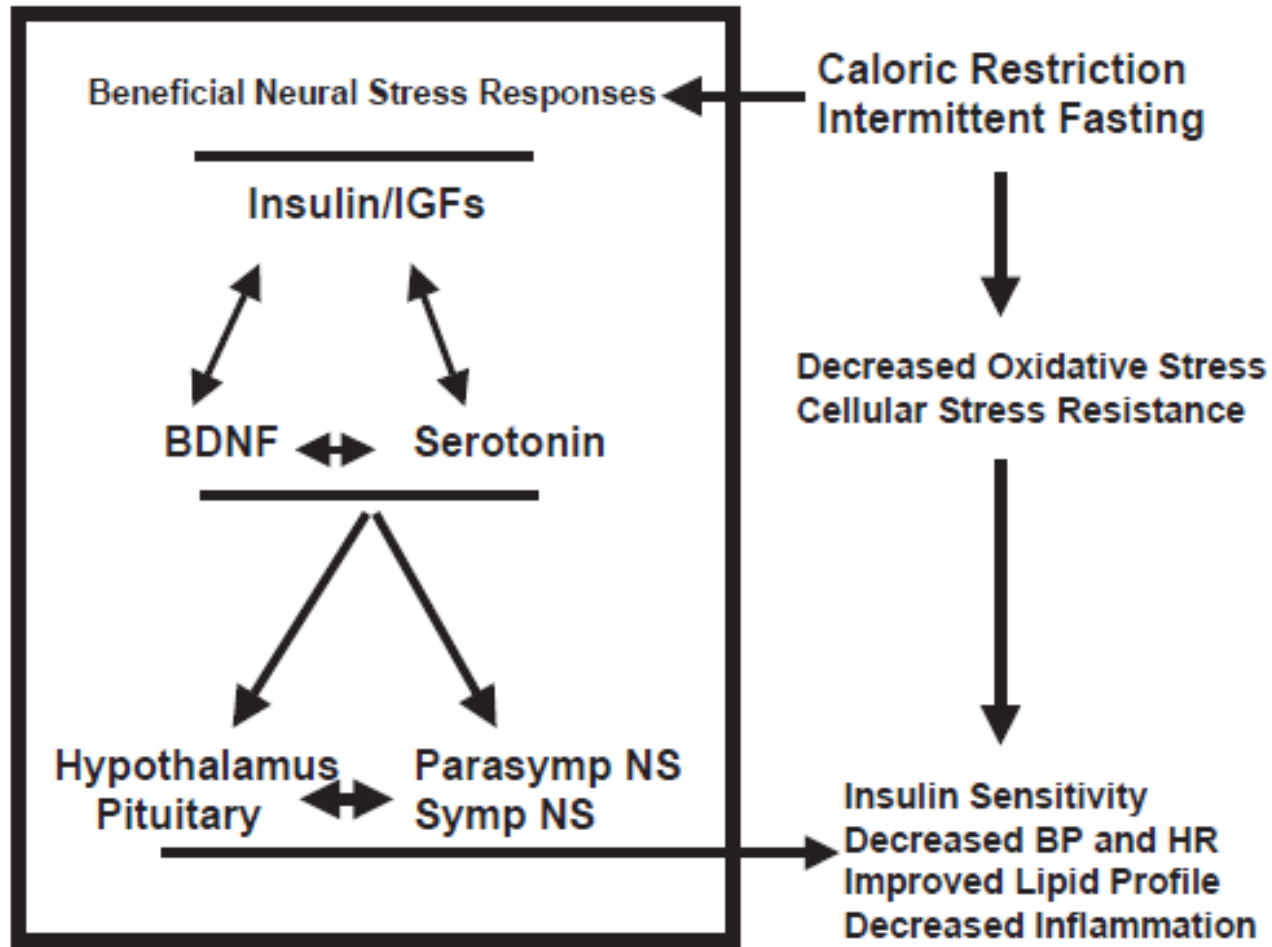 Beneficial Neural Stress Responses
Caloric Restriction
Intermittent Fasting
Insulin/IGFs
Decreased Oxidative Stress
Cellular Stress Resistance
BDNF
Serotonin
Hypothalamus
Pituitary
Parasymp NS
Symp NS
Insulin Sensitivity
Decreased BP and HR
Improved Lipid Profile
Decreased Inflammation